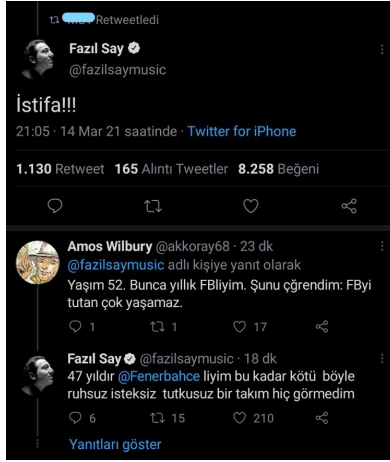 Retweetledi
Fazıl Say
@fazilsaymusic
İstifa!!!
21:05 · 14 Mar 21 saatinde · Twitter for iPhone
1.130 Retweet 165 Alıntı Tweetler 8.258 Beğeni
Amos Wilbury @akkoray68 · 23 dk
@fazilsaymusic adlı kişiye yanıt olarak
Yaşım 52. Bunca yıllık FBliyim. Şunu çğrendim: FByi
tutan çok yaşamaz.
1 1 17
Fazıl Say @fazilsaymusic · 18 dk
47 yıldır @Fenerbahce liyim bu kadar kötü böyle
ruhsuz isteksiz tutkusuz bir takım hiç görmedim
6 15 210
Yanıtları göster